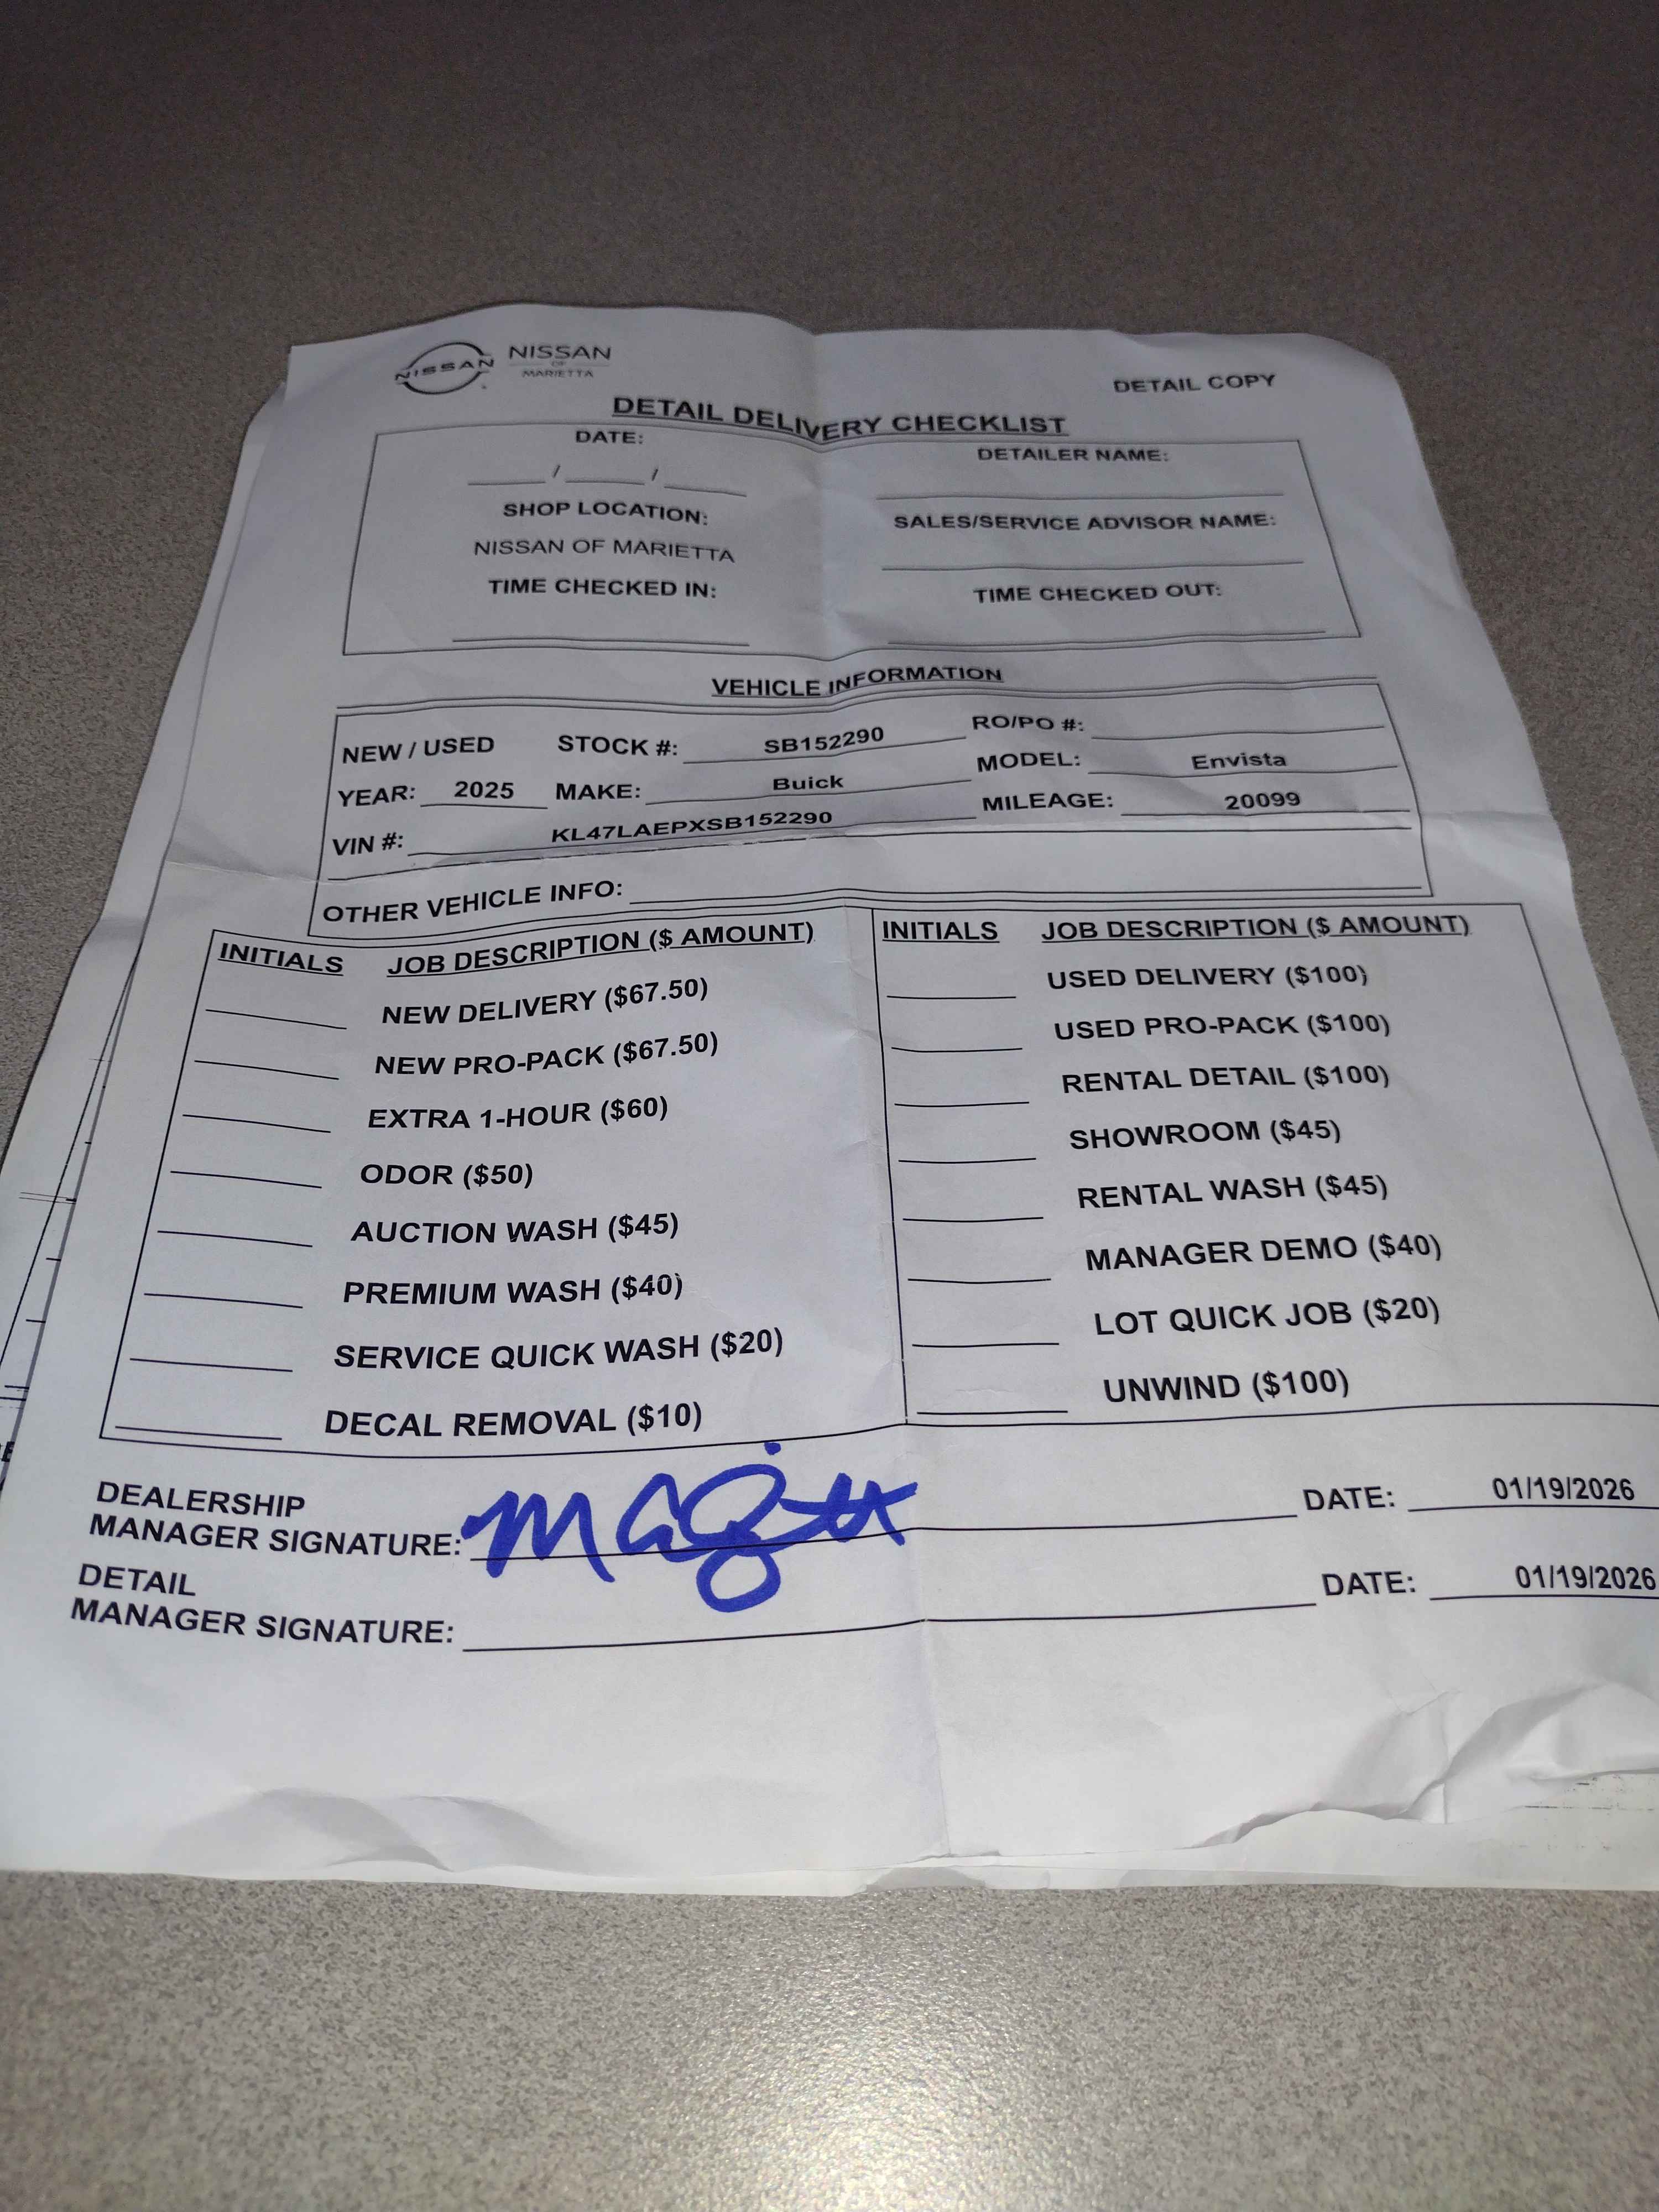 NISSAN
NISSAN
OF
MARIETTA
DETAIL COPY
DETAIL DELIVERY CHECKLIST
DATE:
DETAILER NAME:
/ /
SHOP LOCATION:
SALES/SERVICE ADVISOR NAME:
NISSAN OF MARIETTA
TIME CHECKED IN:
TIME CHECKED OUT:
VEHICLE INFORMATION
NEW / USED STOCK #: SB152290 RO/PO #:
YEAR: 2025 MAKE: Buick MODEL: Envista
VIN #: KL47LAEPXSB152290 MILEAGE: 20099
OTHER VEHICLE INFO:
INITIALS JOB DESCRIPTION ($ AMOUNT) INITIALS JOB DESCRIPTION ($ AMOUNT)
NEW DELIVERY ($67.50) USED DELIVERY ($100)
NEW PRO-PACK ($67.50) USED PRO-PACK ($100)
EXTRA 1-HOUR ($60) RENTAL DETAIL ($100)
ODOR ($50) SHOWROOM ($45)
AUCTION WASH ($45) RENTAL WASH ($45)
PREMIUM WASH ($40) MANAGER DEMO ($40)
SERVICE QUICK WASH ($20) LOT QUICK JOB ($20)
DECAL REMOVAL ($10) UNWIND ($100)
DEALERSHIP
MANAGER SIGNATURE: DATE: 01/19/2026
DETAIL
MANAGER SIGNATURE: DATE: 01/19/2026